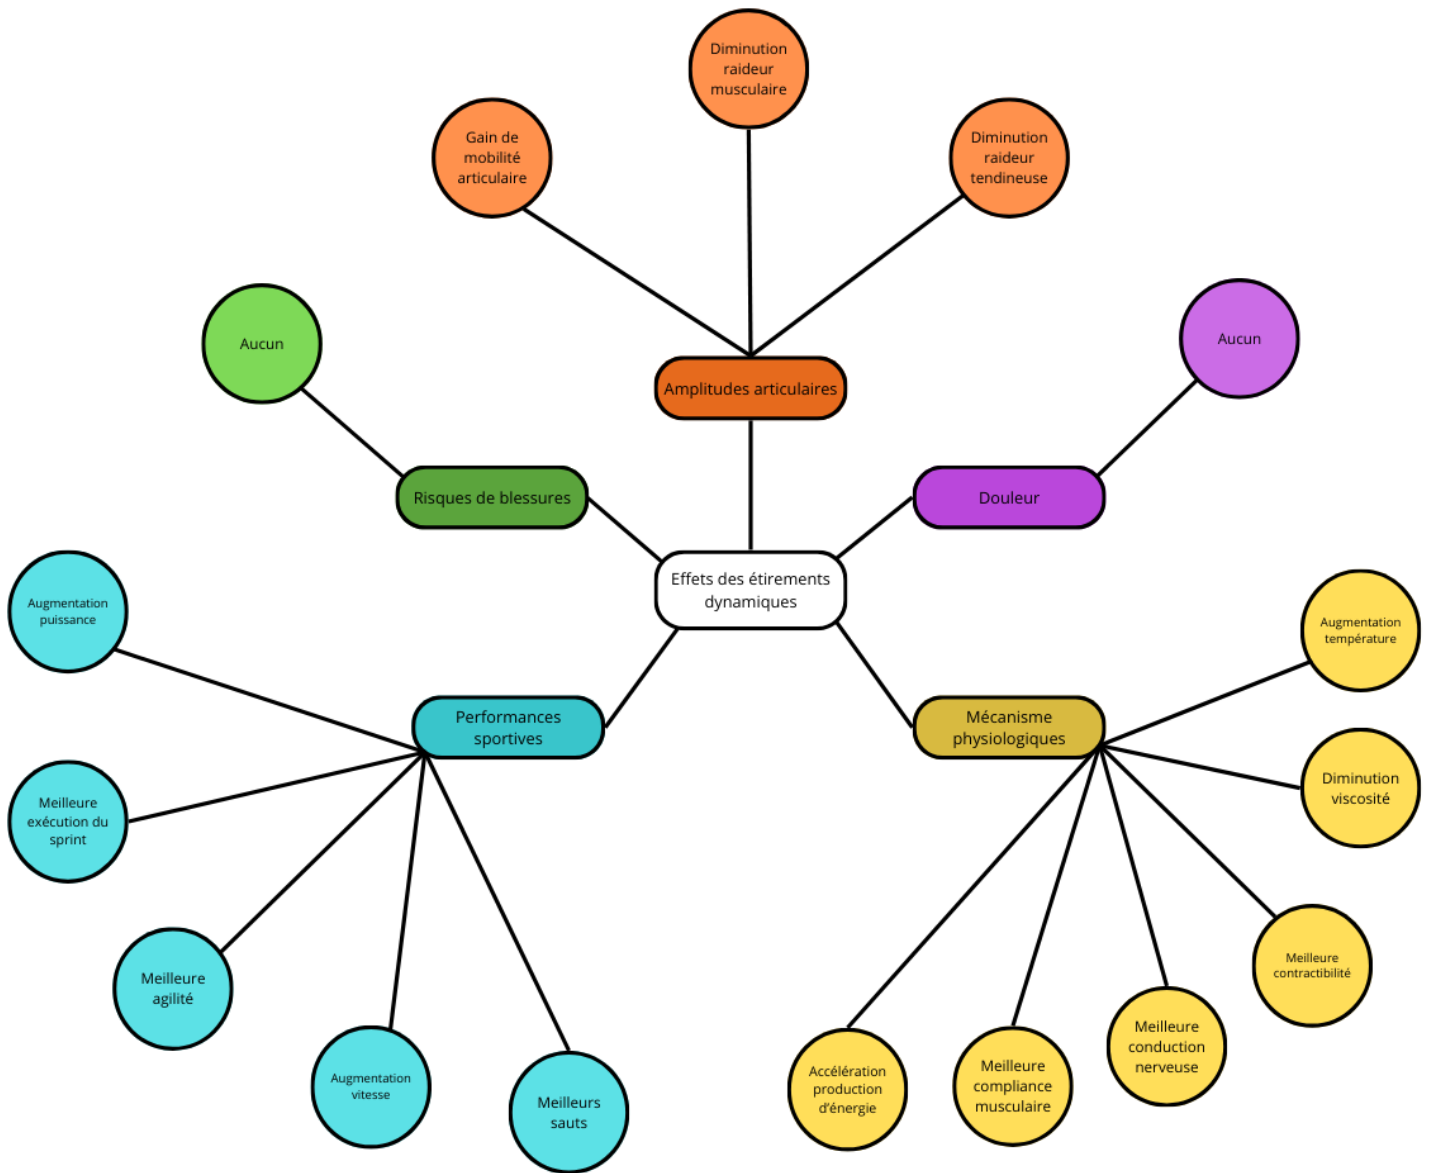 Diminution
raideur
musculaire
Gain de
mobilité
articulaire
Diminution
raideur
tendineuse
Aucun
Aucun
Amplitudes articulaires
Risques de blessures
Douleur
Effets des étirements
dynamiques
Augmentation
puissance
Augmentation
température
Performances
sportives
Mécanisme
physiologiques
Meilleure
exécution du
sprint
Diminution
viscosité
Meilleure
agilité
Meilleure
contractibilité
Augmentation
vitesse
Meilleurs
sauts
Accélération
production
d'énergie
Meilleure
compliance
musculaire
Meilleure
conduction
nerveuse